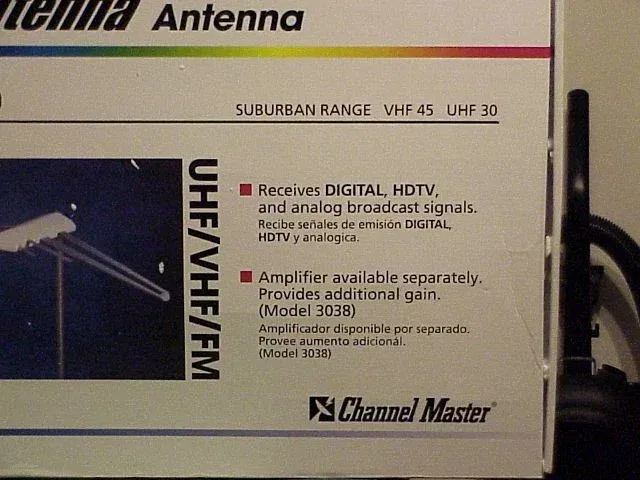 tenna Antenna
SUBURBAN RANGE VHF 45 UHF 30
UHF/VHF/FM
Receives DIGITAL, HDTV,
and analog broadcast signals.
Recibe señales de emisión DIGITAL,
HDTV y analogica.
Amplifier available separately.
Provides additional gain.
(Model 3038)
Amplificador disponible por separado.
Provee aumento adicionál.
(Model 3038)
Channel Master®